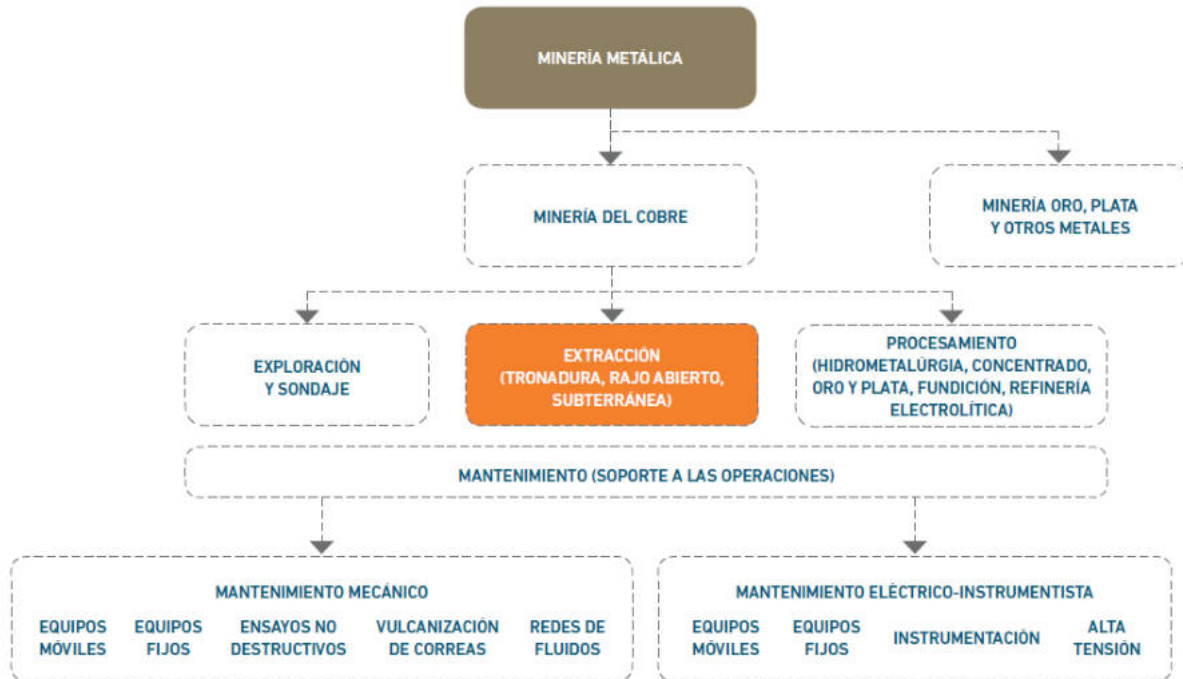 MINERÍA METÁLICA
MINERÍA DEL COBRE
MINERÍA ORO, PLATA
Y OTROS METALES
EXPLORACIÓN
Y SONDAJE
EXTRACCIÓN
(TRONADURA, RAJO ABIERTO,
SUBTERRÁNEA)
PROCESAMIENTO
(HIDROMETALÚRGIA, CONCENTRADO,
ORO Y PLATA, FUNDICIÓN, REFINERÍA
ELECTROLÍTICA)
MANTENIMIENTO (SOPORTE A LAS OPERACIONES)
MANTENIMIENTO MECÁNICO
EQUIPOS
MÓVILES
EQUIPOS
FIJOS
ENSAYOS NO
DESTRUCTIVOS
VULCANIZACIÓN
DE CORREAS
REDES DE
FLUIDOS
MANTENIMIENTO ELÉCTRICO-INSTRUMENTISTA
EQUIPOS
MÓVILES
EQUIPOS
FIJOS
INSTRUMENTACIÓN
ALTA
TENSIÓN